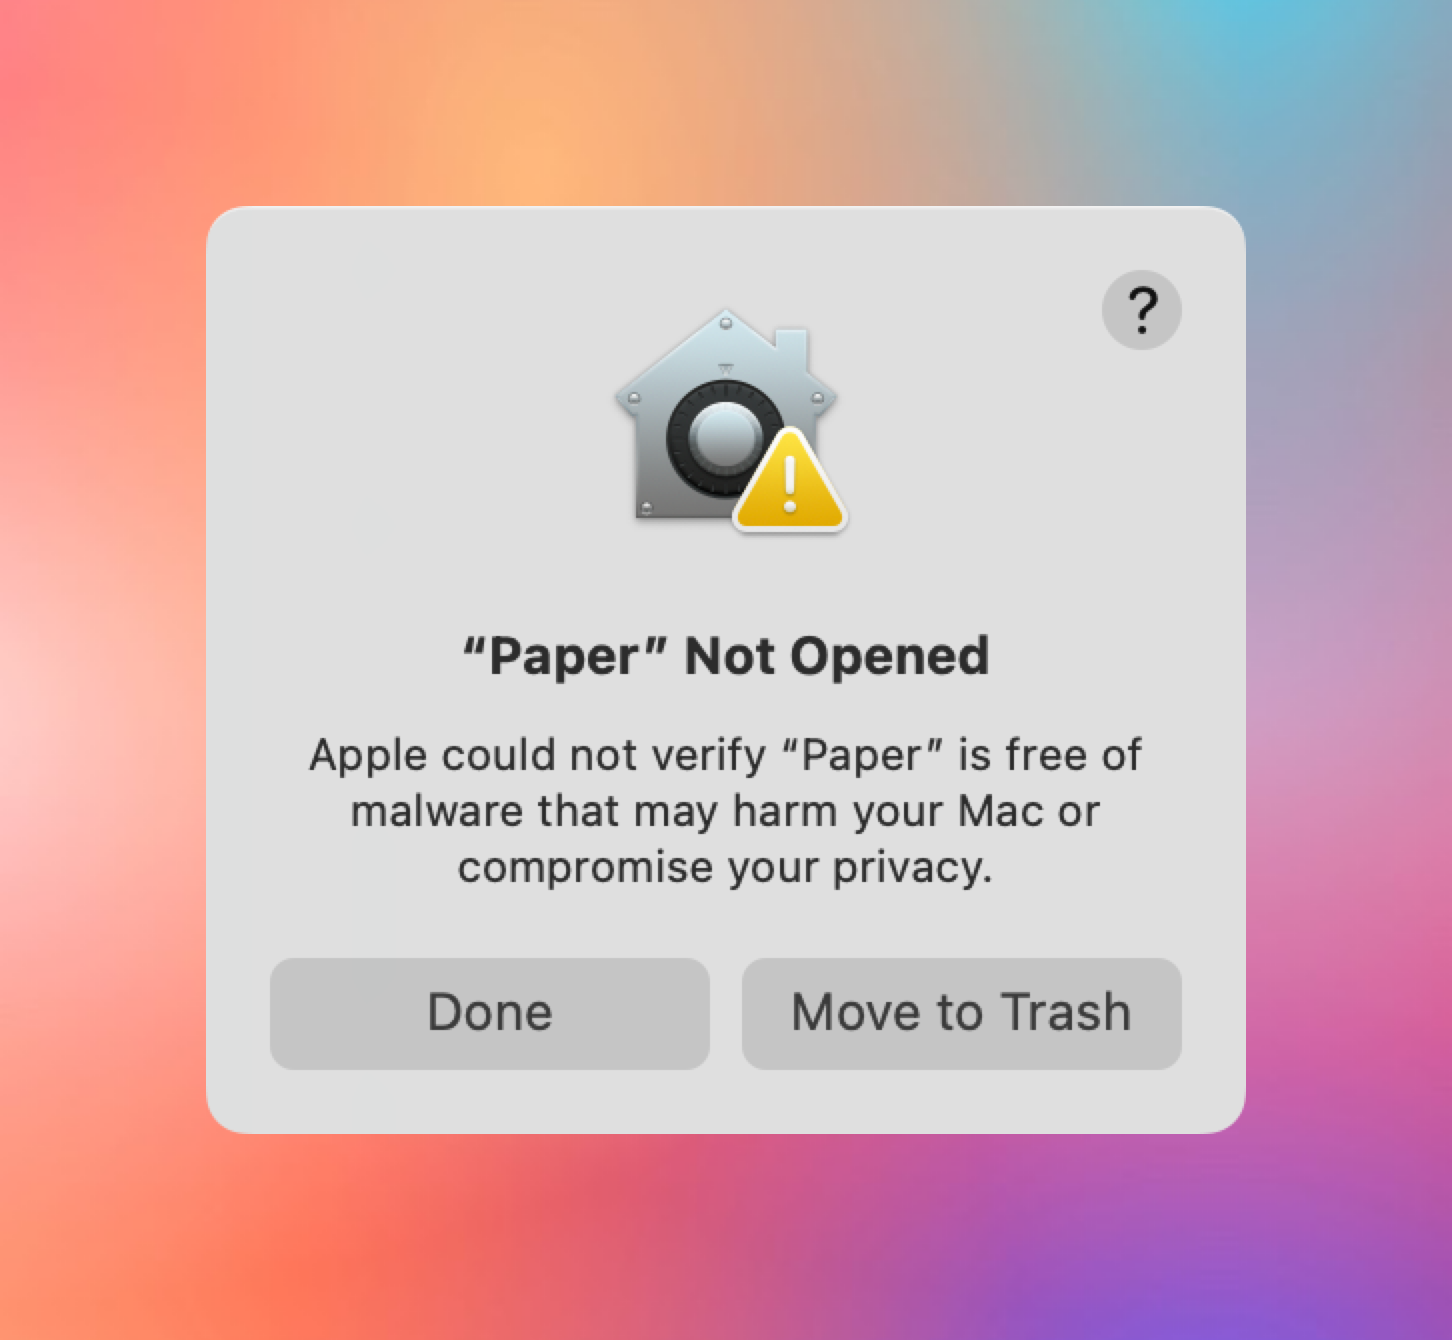 ?
“Paper” Not Opened
Apple could not verify “Paper” is free of
malware that may harm your Mac or
compromise your privacy.
Done
Move to Trash